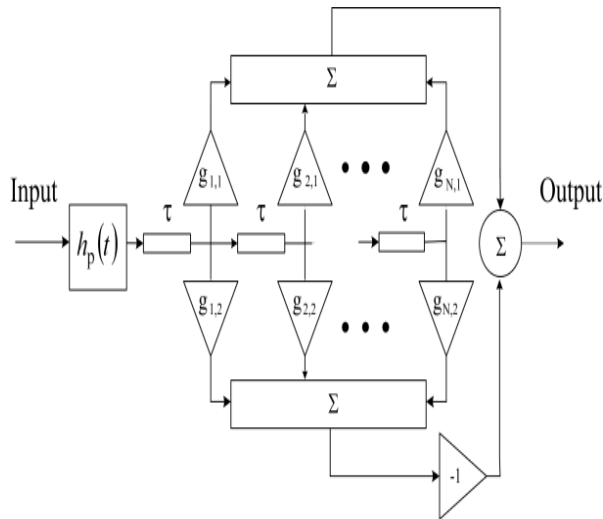 Σ
g1,1
g2,1
gN,1
Input
τ
τ
τ
Output
hp(t)
Σ
g1,2
g2,2
gN,2
Σ
-1